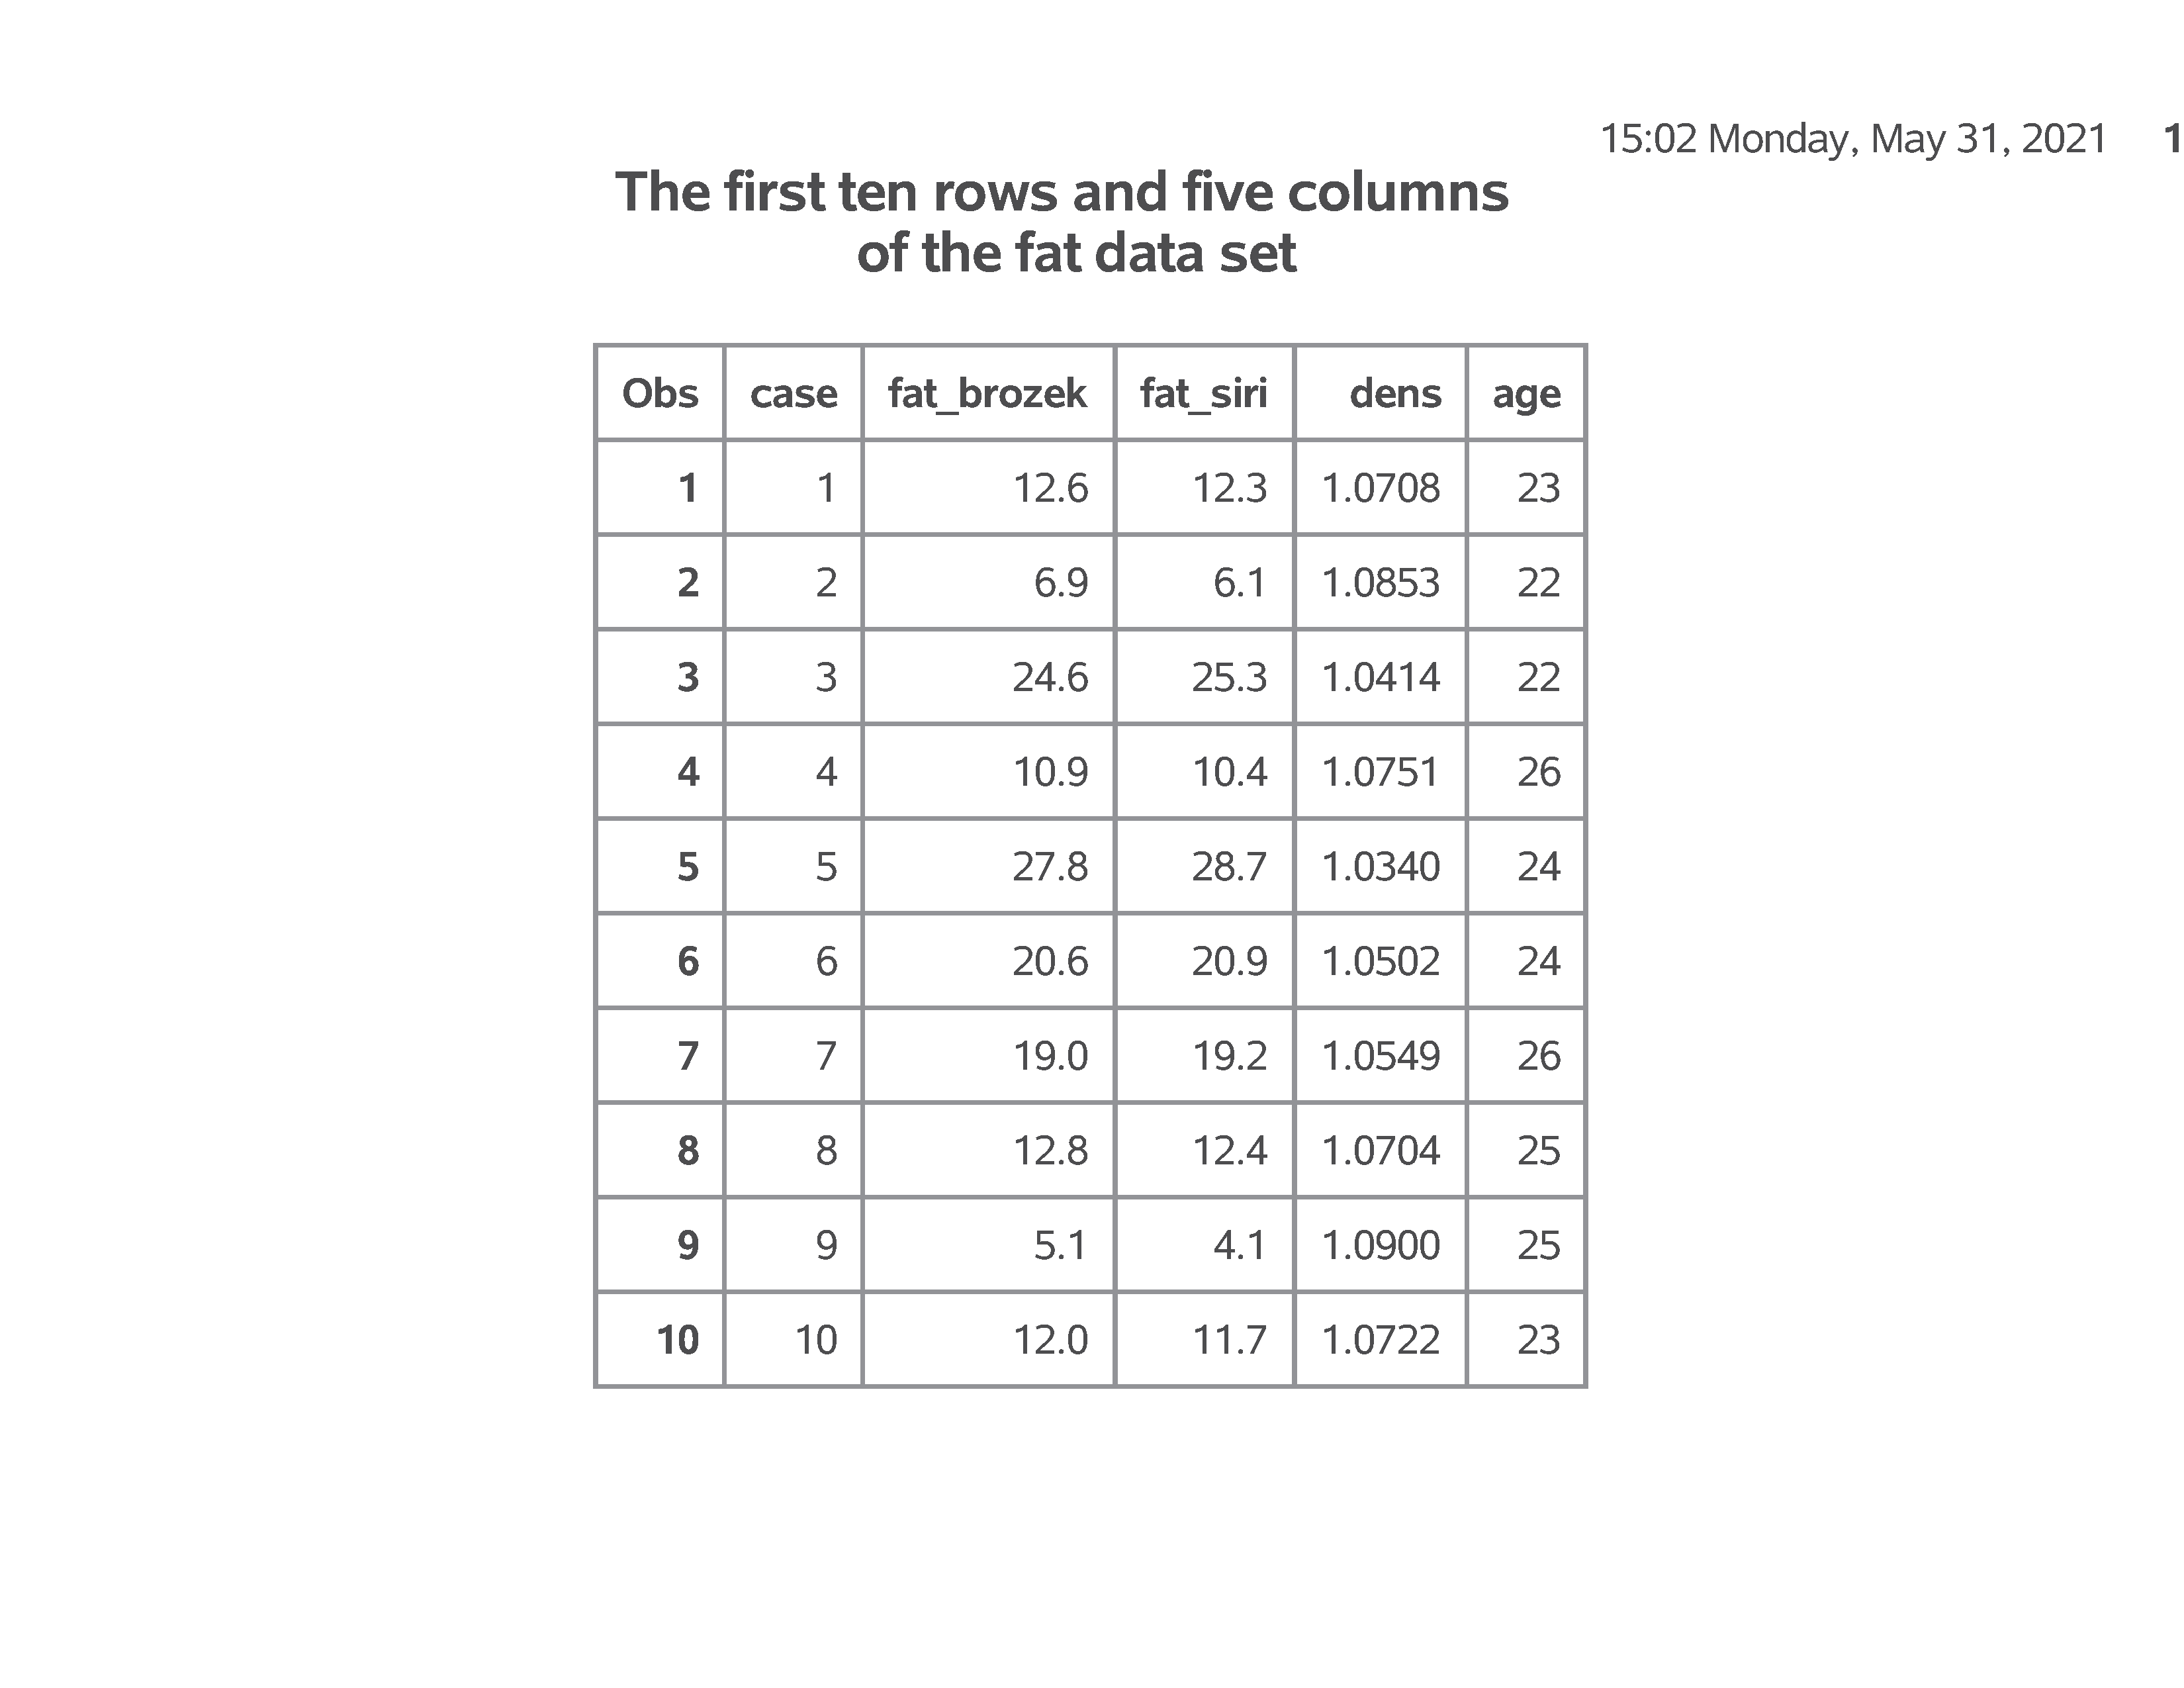 15:02 Monday, May 31, 2021 1
The first ten rows and five columns
of the fat data set
Obs case fat_brozek fat_siri dens age
1 1 12.6 12.3 1.0708 23
2 2 6.9 6.1 1.0853 22
3 3 24.6 25.3 1.0414 22
4 4 10.9 10.4 1.0751 26
5 5 27.8 28.7 1.0340 24
6 6 20.6 20.9 1.0502 24
7 7 19.0 19.2 1.0549 26
8 8 12.8 12.4 1.0704 25
9 9 5.1 4.1 1.0900 25
10 10 12.0 11.7 1.0722 23